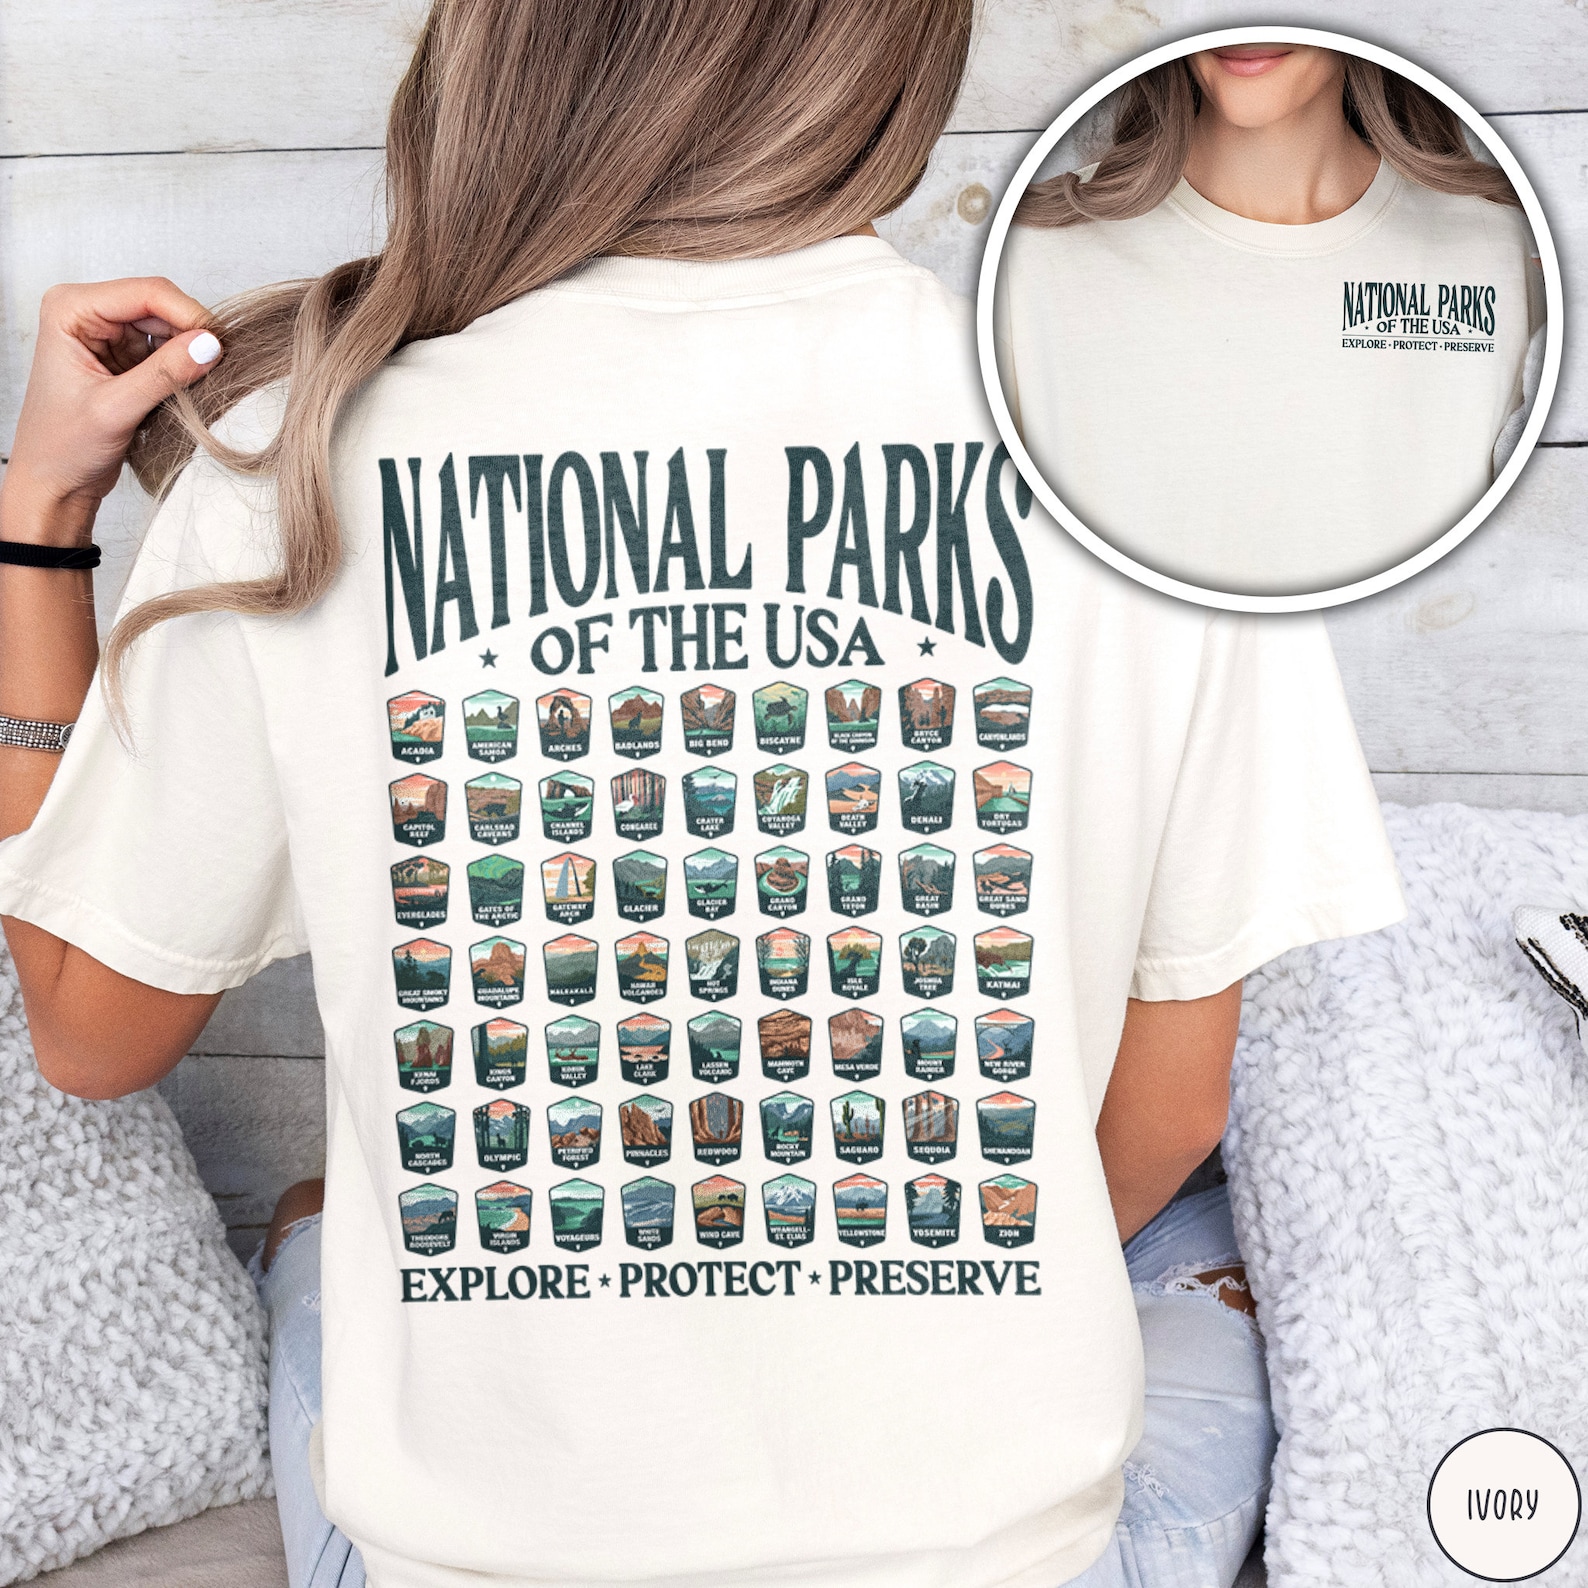 NATIONAL PARKS
OF THE USA
EXPLORE • PROTECT • PRESERVE
NATIONAL PARKS
★ OF THE USA ★
ACADIA
AMERICAN
SAMOA
ARCHES
BADLANDS
BIG BEND
BISCAYNE
BLACK CANYON
OF THE GUNNISON
BRYCE
CANYON
CANYONLANDS
CAPITOL
REEF
CARLSBAD
CAVERNS
CHANNEL
ISLANDS
CONGAREE
CRATER
LAKE
CUYAHOGA
VALLEY
DEATH
VALLEY
DENALI
DRY
TORTUGAS
EVERGLADES
GATES OF
THE ARCTIC
GATEWAY
ARCH
GLACIER
GLACIER
BAY
GRAND
CANYON
GRAND
TETON
GREAT
BASIN
GREAT SAND
DUNES
GREAT SMOKY
MOUNTAINS
GUADALUPE
MOUNTAINS
HALEAKALĀ
HAWAII
VOLCANOES
HOT
SPRINGS
INDIANA
DUNES
ISLE
ROYALE
JOSHUA
TREE
KATMAI
KENAI
FJORDS
KINGS
CANYON
KOBUK
VALLEY
LAKE
CLARK
LASSEN
VOLCANIC
MAMMOTH
CAVE
MESA VERDE
MOUNT
RAINIER
NEW RIVER
GORGE
NORTH
CASCADES
OLYMPIC
PETRIFIED
FOREST
PINNACLES
REDWOOD
ROCKY
MOUNTAIN
SAGUARO
SEQUOIA
SHENANDOAH
THEODORE
ROOSEVELT
VIRGIN
ISLANDS
VOYAGEURS
WHITE
SANDS
WIND CAVE
WRANGELL-
ST. ELIAS
YELLOWSTONE
YOSEMITE
ZION
EXPLORE ★ PROTECT ★ PRESERVE
IVORY